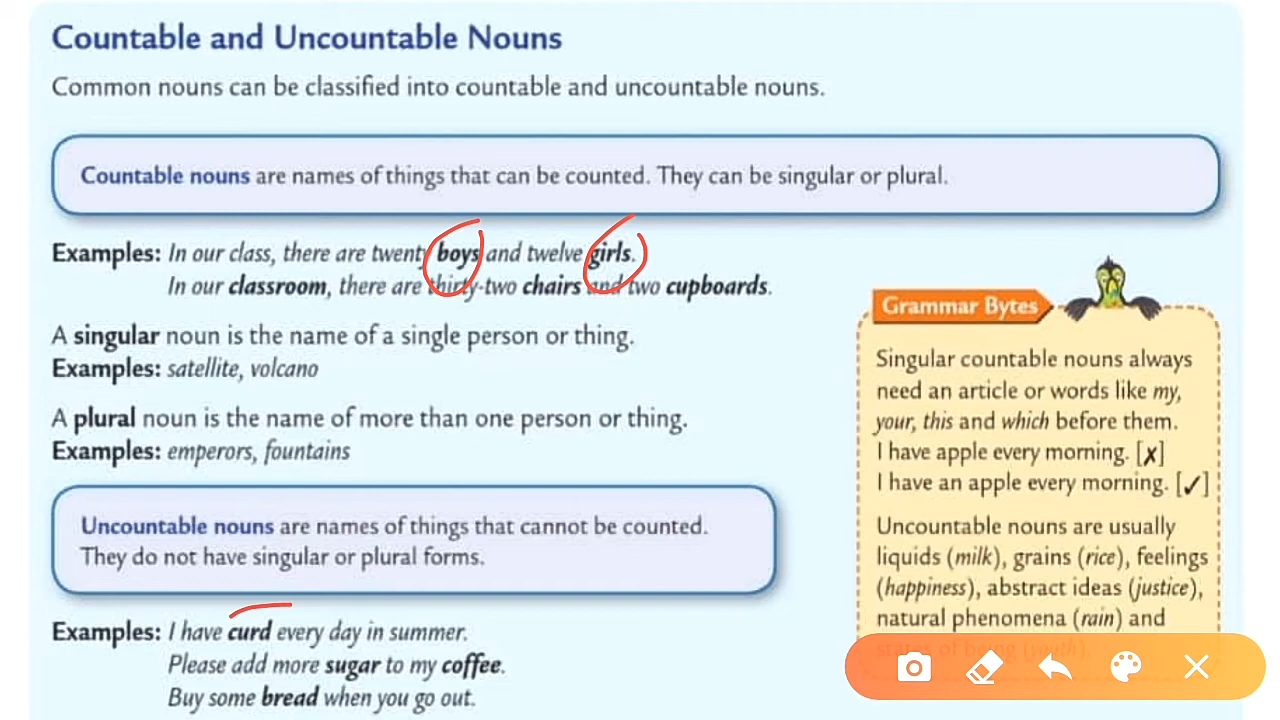 Countable and Uncountable Nouns
Common nouns can be classified into countable and uncountable nouns.
Countable nouns are names of things that can be counted. They can be singular or plural.
Examples: In our class, there are twenty boys and twelve girls.
In our classroom, there are thirty-two chairs and two cupboards.
A singular noun is the name of a single person or thing.
Examples: satellite, volcano
A plural noun is the name of more than one person or thing.
Examples: emperors, fountains
Uncountable nouns are names of things that cannot be counted.
They do not have singular or plural forms.
Examples: I have curd every day in summer.
Please add more sugar to my coffee.
Buy some bread when you go out.
Grammar Bytes
Singular countable nouns always
need an article or words like my,
your, this and which before them.
I have apple every morning. [✗]
I have an apple every morning. [✓]
Uncountable nouns are usually
liquids (milk), grains (rice), feelings
(happiness), abstract ideas (justice),
natural phenomena (rain) and
states of being (youth).